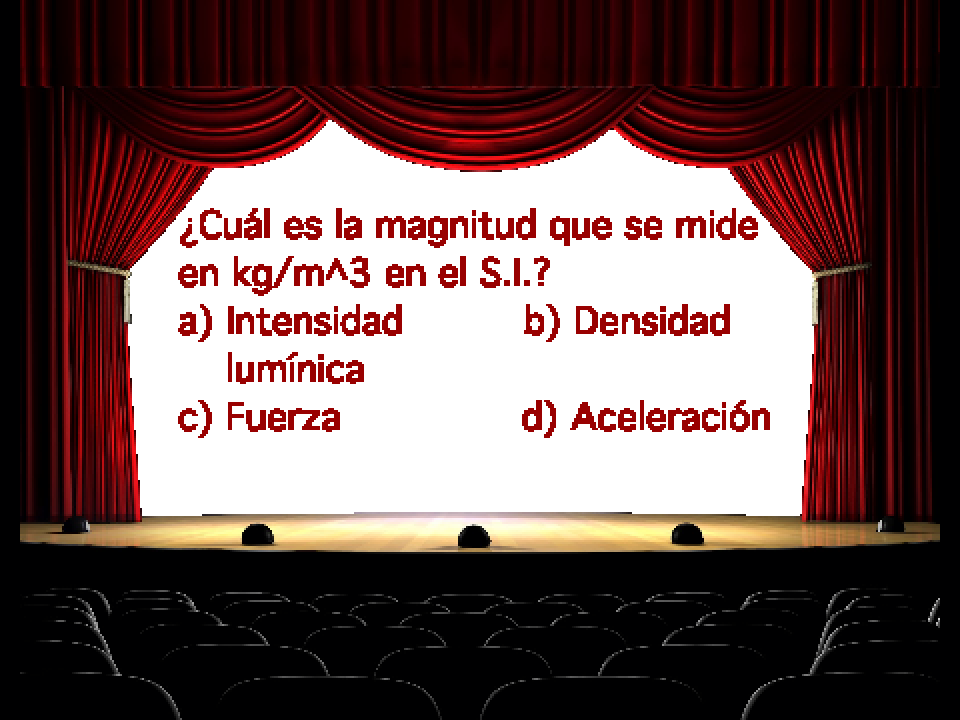 ¿Cuál es la magnitud que se mide
en kg/m^3 en el S.I.?
a) Intensidad b) Densidad
lumínica
c) Fuerza d) Aceleración